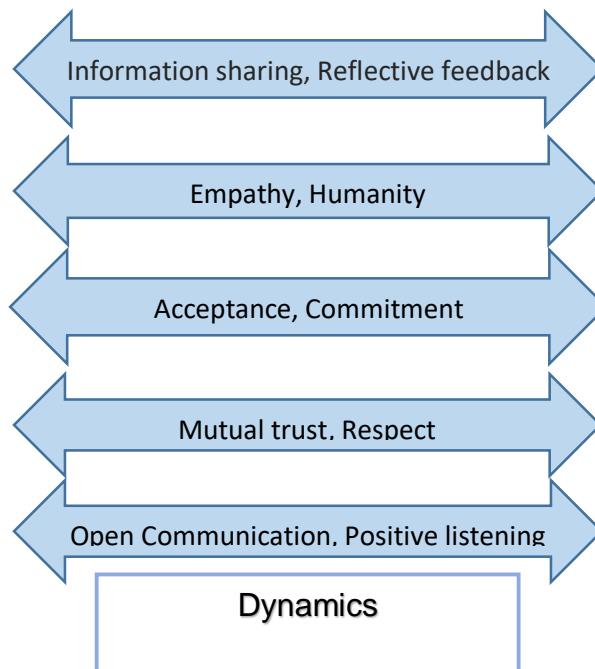 Information sharing, Reflective feedback
Empathy, Humanity
Acceptance, Commitment
Mutual trust, Respect
Open Communication, Positive listening
Dynamics